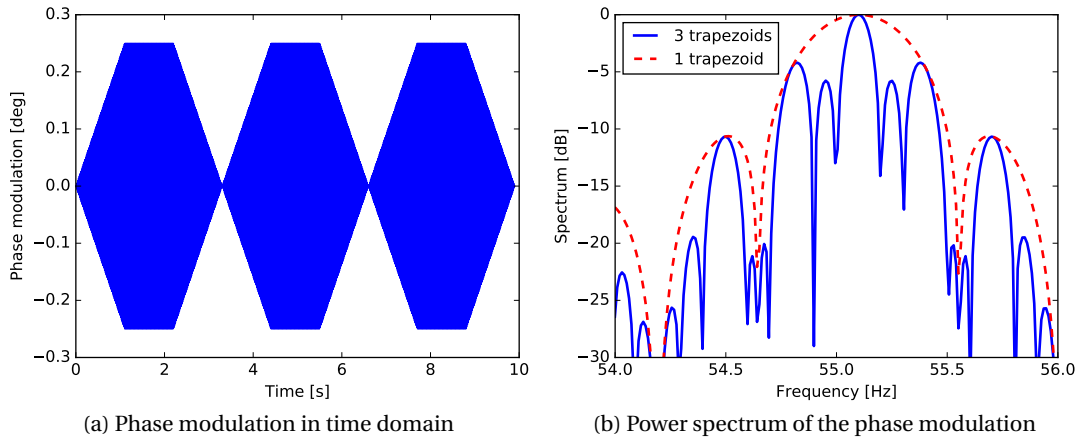 0.3
0.2
0.1
0.0
−0.1
−0.2
−0.3
Phase modulation [deg]
0 2 4 6 8 10
Time [s]
(a) Phase modulation in time domain
0
−5
−10
−15
−20
−25
−30
Spectrum [dB]
3 trapezoids
1 trapezoid
54.0 54.5 55.0 55.5 56.0
Frequency [Hz]
(b) Power spectrum of the phase modulation